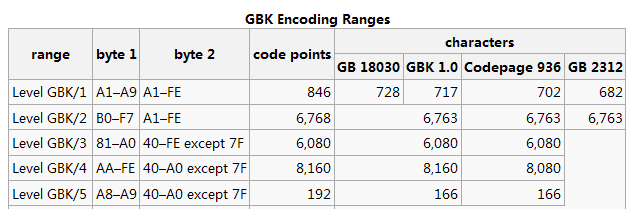 GBK Encoding Ranges
range byte 1 byte 2 code points characters
GB 18030 GBK 1.0 Codepage 936 GB 2312
Level GBK/1 A1–A9 A1–FE 846 728 717 702 682
Level GBK/2 B0–F7 A1–FE 6,768 6,763 6,763 6,763
Level GBK/3 81–A0 40–FE except 7F 6,080 6,080 6,080
Level GBK/4 AA–FE 40–A0 except 7F 8,160 8,160 8,080
Level GBK/5 A8–A9 40–A0 except 7F 192 166 166